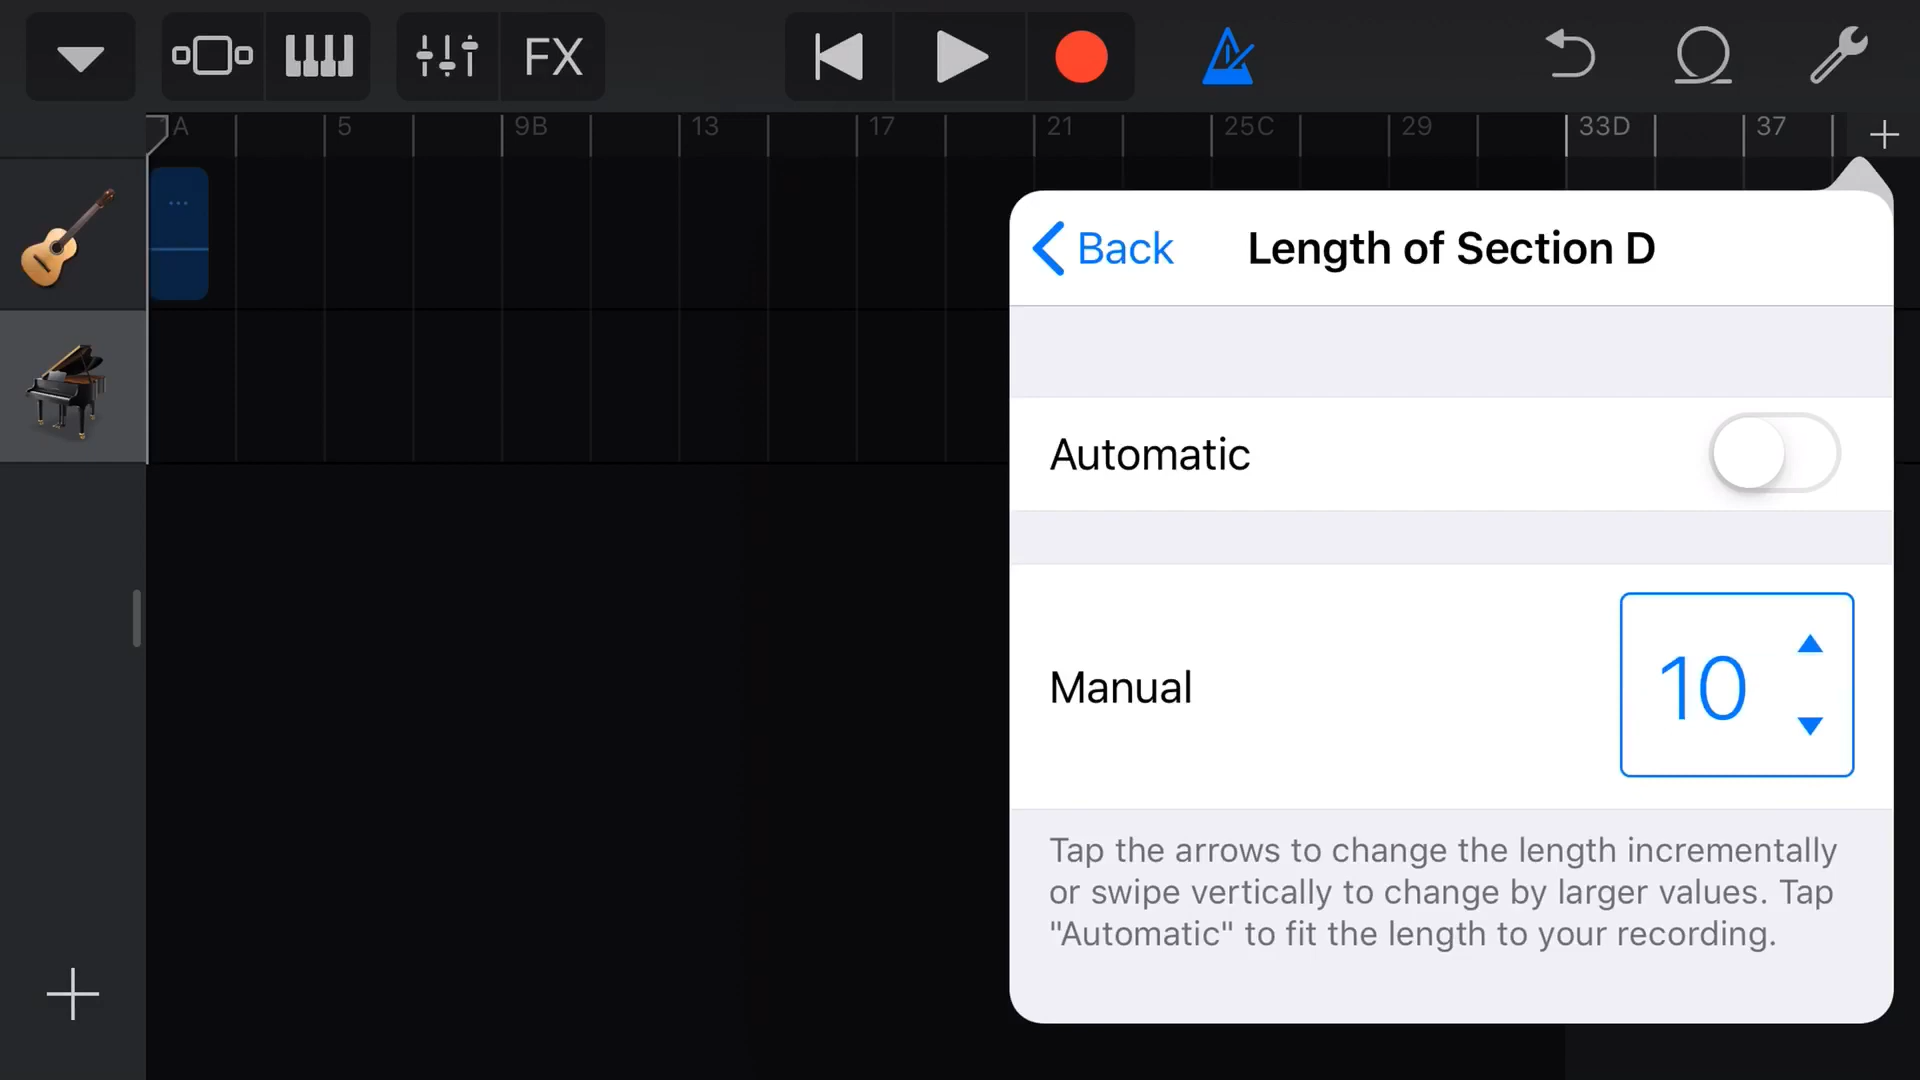 FX
A 5 9B 13 17 21 25C 29 33D 37
Back Length of Section D
Automatic
Manual 10
Tap the arrows to change the length incrementally
or swipe vertically to change by larger values. Tap
"Automatic" to fit the length to your recording.